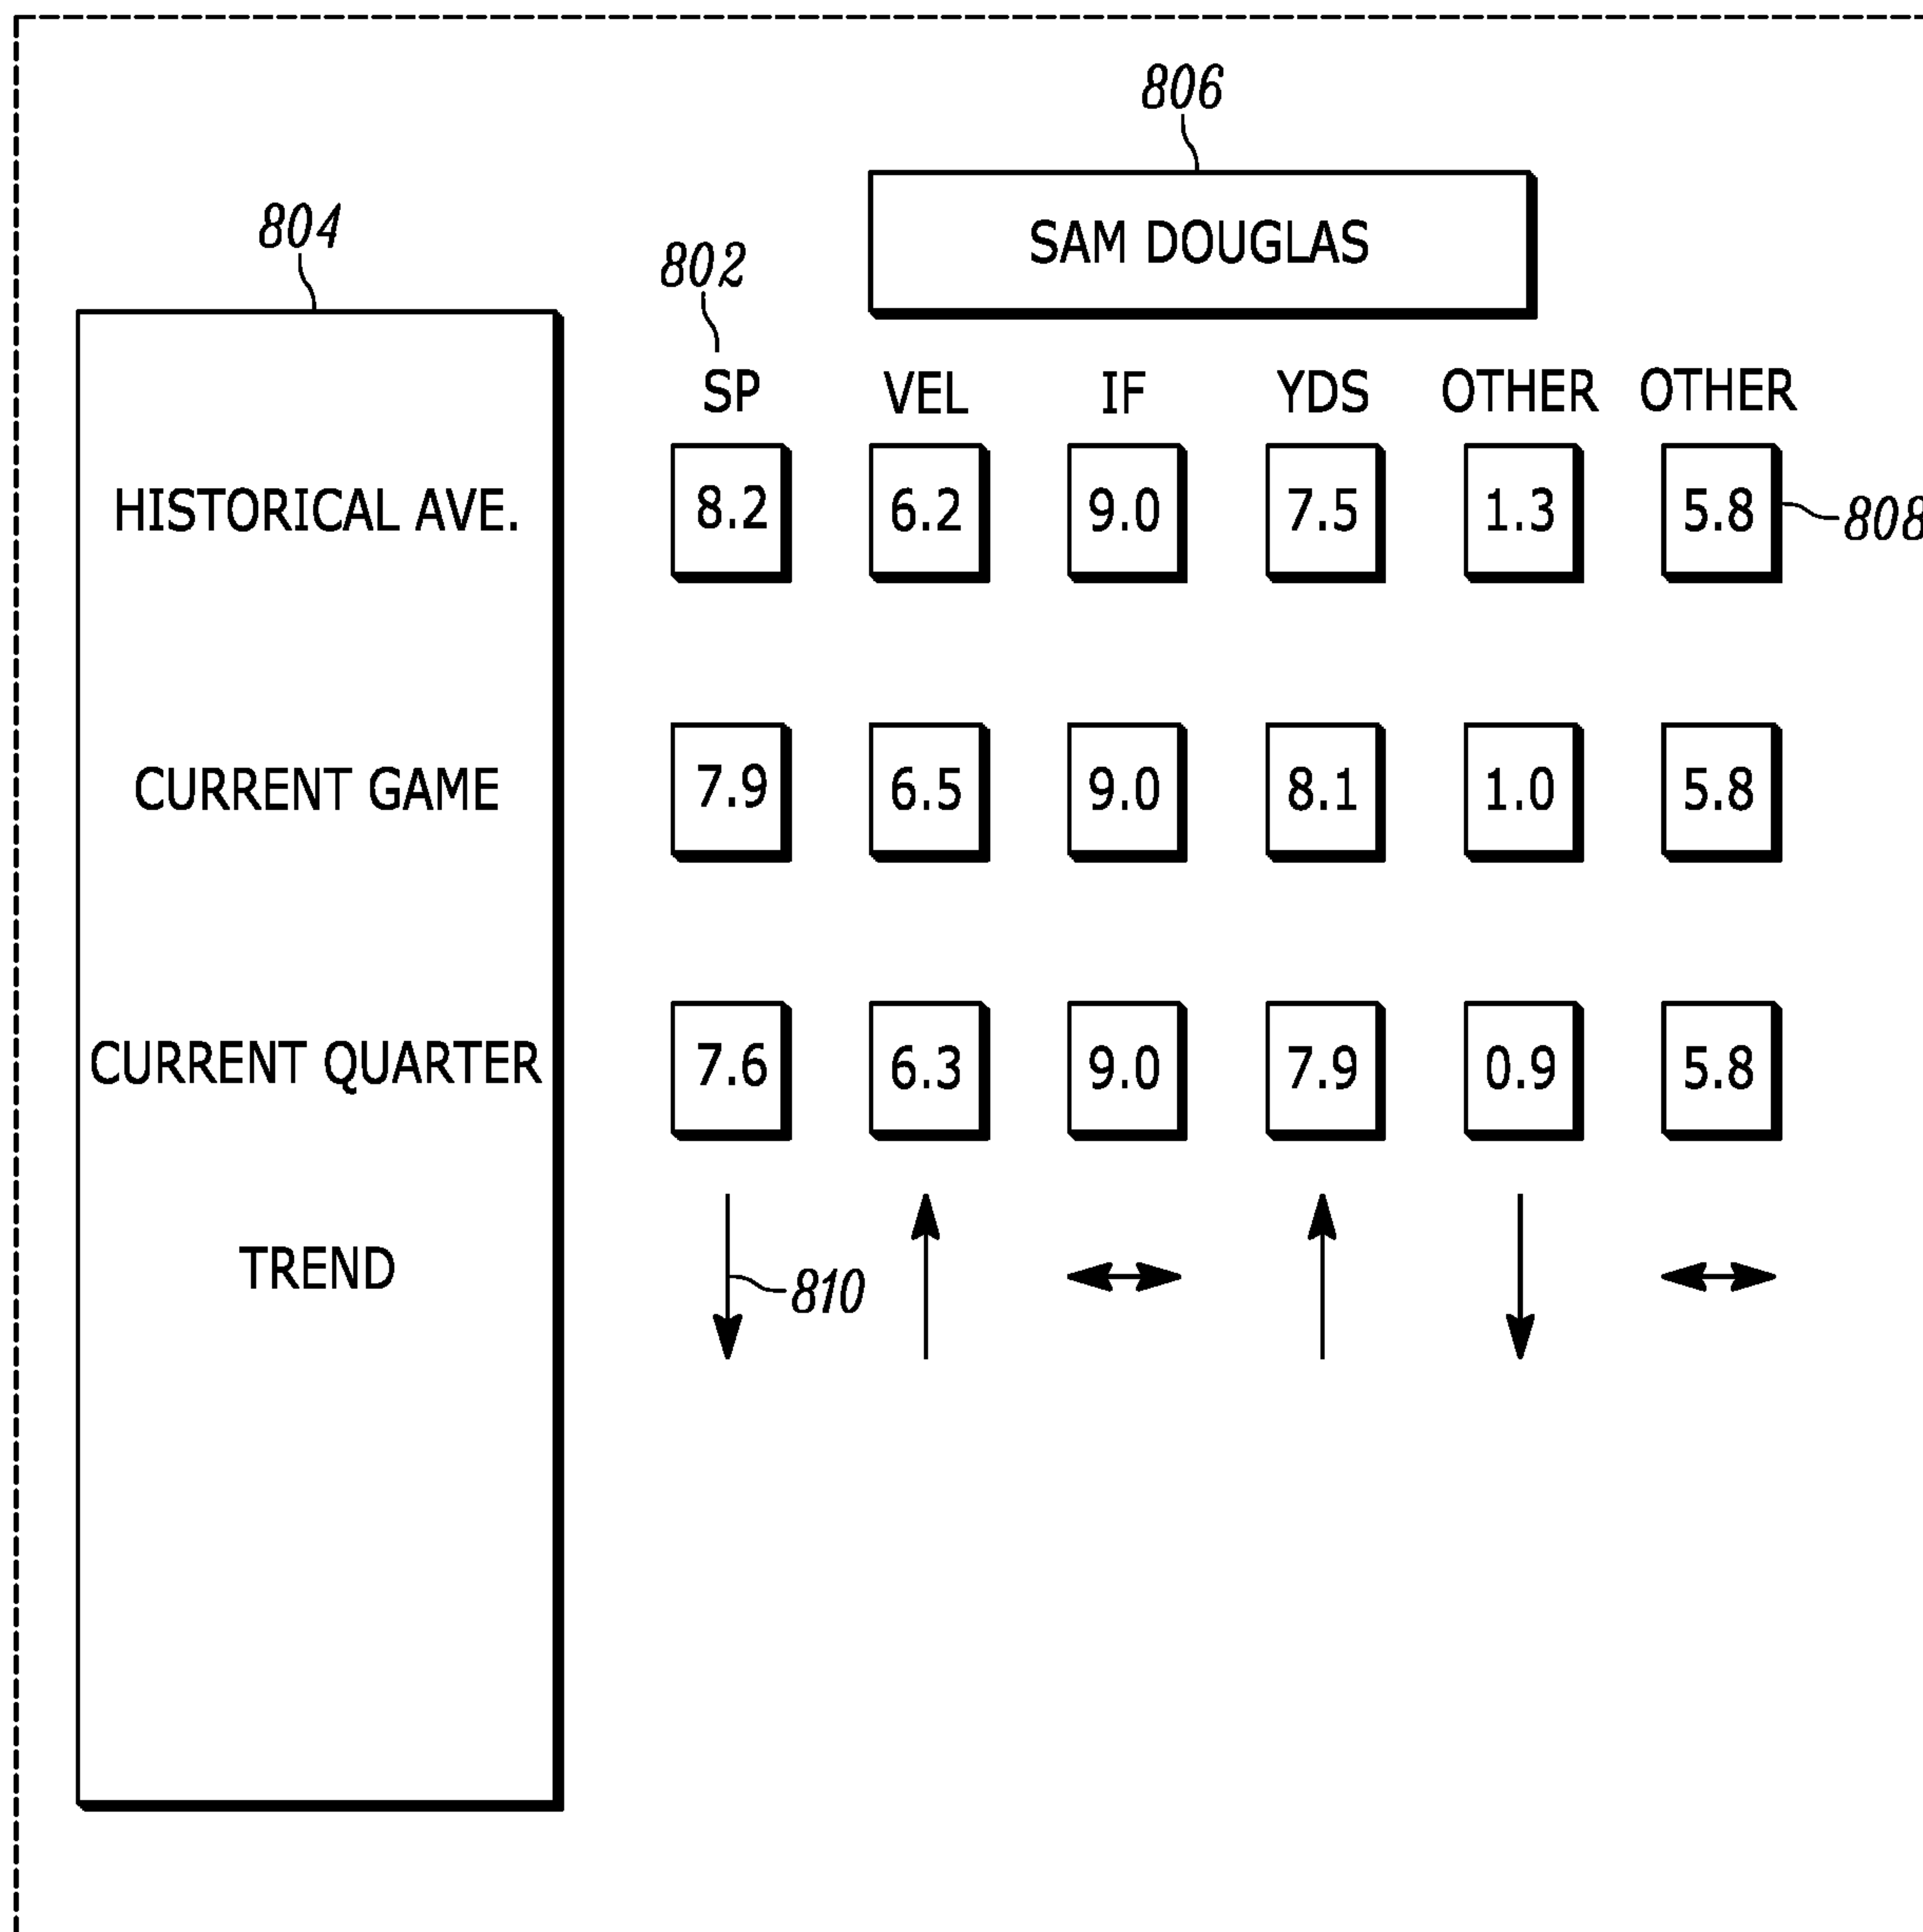 806
SAM DOUGLAS
804
802
SP VEL IF YDS OTHER OTHER
HISTORICAL AVE. 8.2 6.2 9.0 7.5 1.3 5.8 808
CURRENT GAME 7.9 6.5 9.0 8.1 1.0 5.8
CURRENT QUARTER 7.6 6.3 9.0 7.9 0.9 5.8
TREND 810